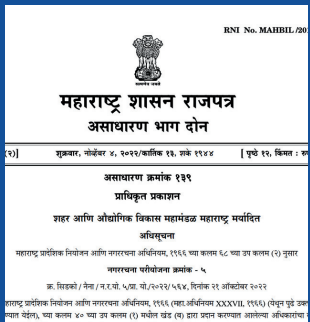 RNI No. MAHBIL /20
महाराष्ट्र शासन राजपत्र
असाधारण भाग दोन
२)] शुक्रवार, नोव्हेंबर ४, २०२२/कार्तिक १३, शके १९४४ [ पृष्ठे १२, किंमत : रु
असाधारण क्रमांक १३९
प्राधिकृत प्रकाशन
शहर आणि औद्योगिक विकास महामंडळ महाराष्ट्र मर्यादित
अधिसूचना
महाराष्ट्र प्रादेशिक नियोजन आणि नगररचना अधिनियम, १९६६ च्या कलम ६८ च्या उप कलम (२) नुसार
नगररचना परियोजना क्रमांक - ५
क्र. सिडको / नैना / न.र.यो. ५/प्रा. यो./२०२२/ ५६४, दिनांक २१ ऑक्टोबर २०२२
हाराष्ट्र प्रादेशिक नियोजन आणि नगररचना अधिनियम, १९६६ (महा.अधिनियम XXXVII, १९६६) (येथून पुढे उक्त
ण्यात येईल), च्या कलम ४० च्या उप कलम (१) मधील खंड (ब) द्वारा प्रदान करण्यात आलेल्या अधिकारांचा